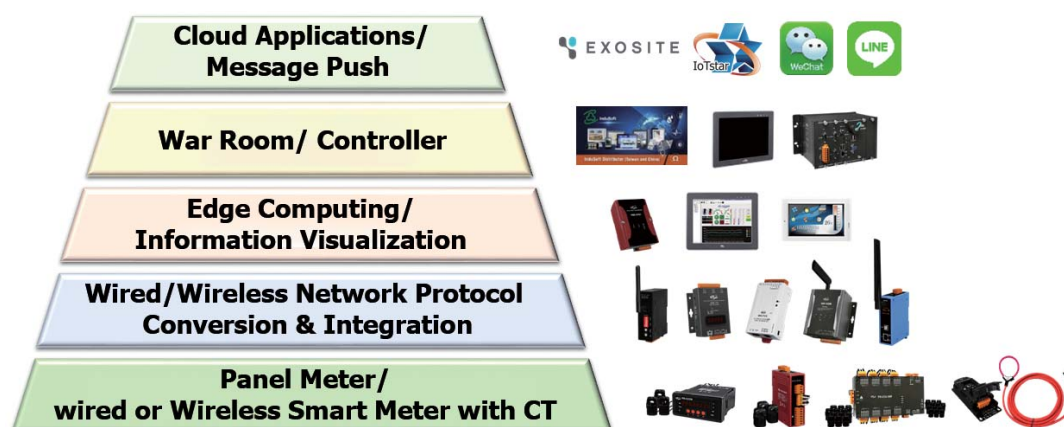 Cloud Applications/
Message Push
EXOSITE
IoTstar
WeChat
LINE
War Room/ Controller
InduSoft
Edge Computing/
Information Visualization
Wired/Wireless Network Protocol
Conversion & Integration
Panel Meter/
wired or Wireless Smart Meter with CT